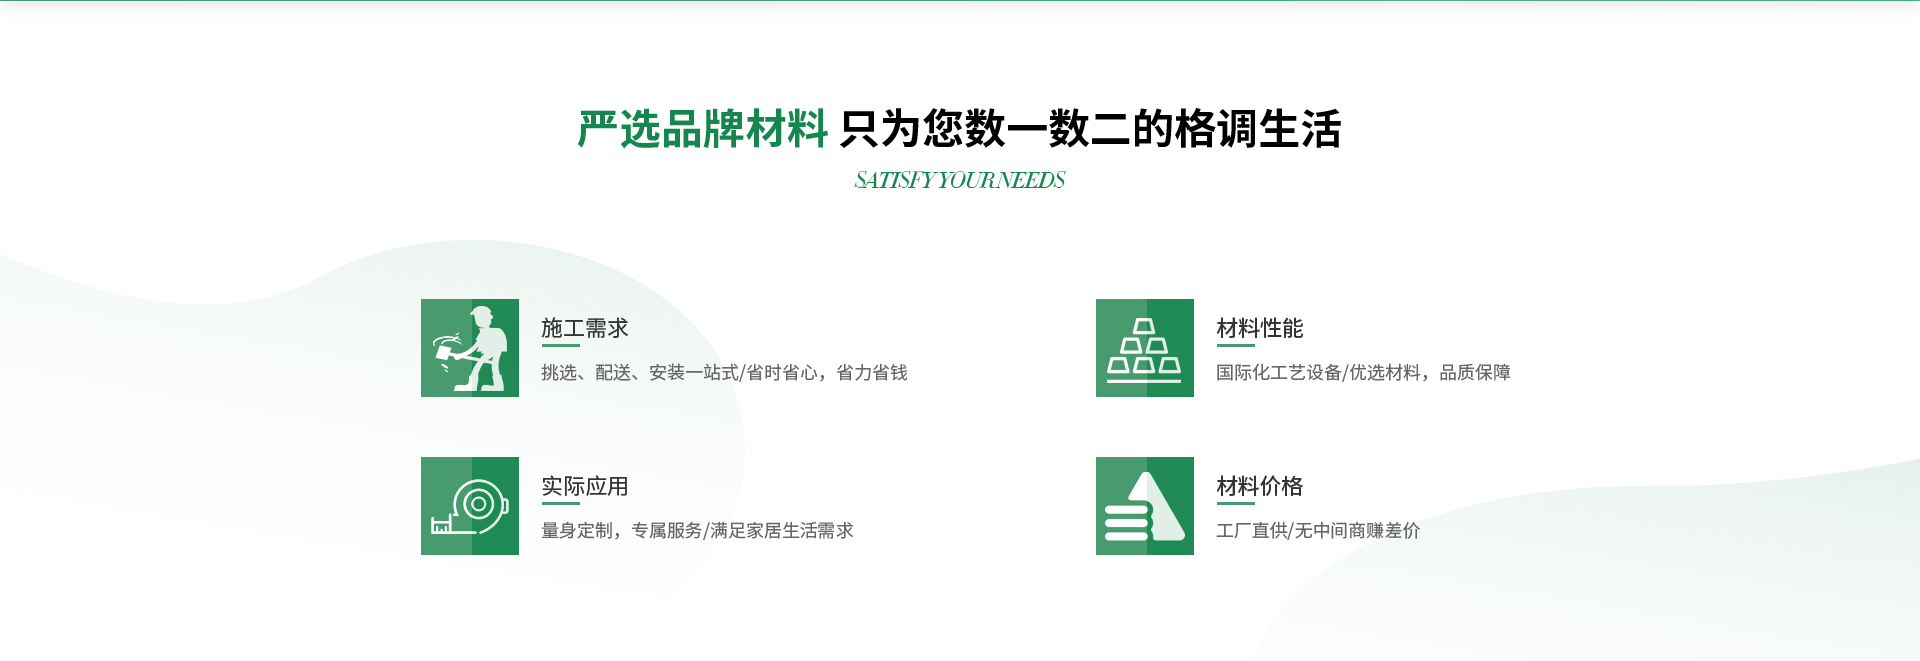 严选品牌材料 只为您数一数二的格调生活
SATISFY YOUR NEEDS
施工需求
挑选、配送、安装一站式/省时省心，省力省钱
材料性能
国际化工艺设备/优选材料，品质保障
实际应用
量身定制，专属服务/满足家居生活需求
材料价格
工厂直供/无中间商赚差价